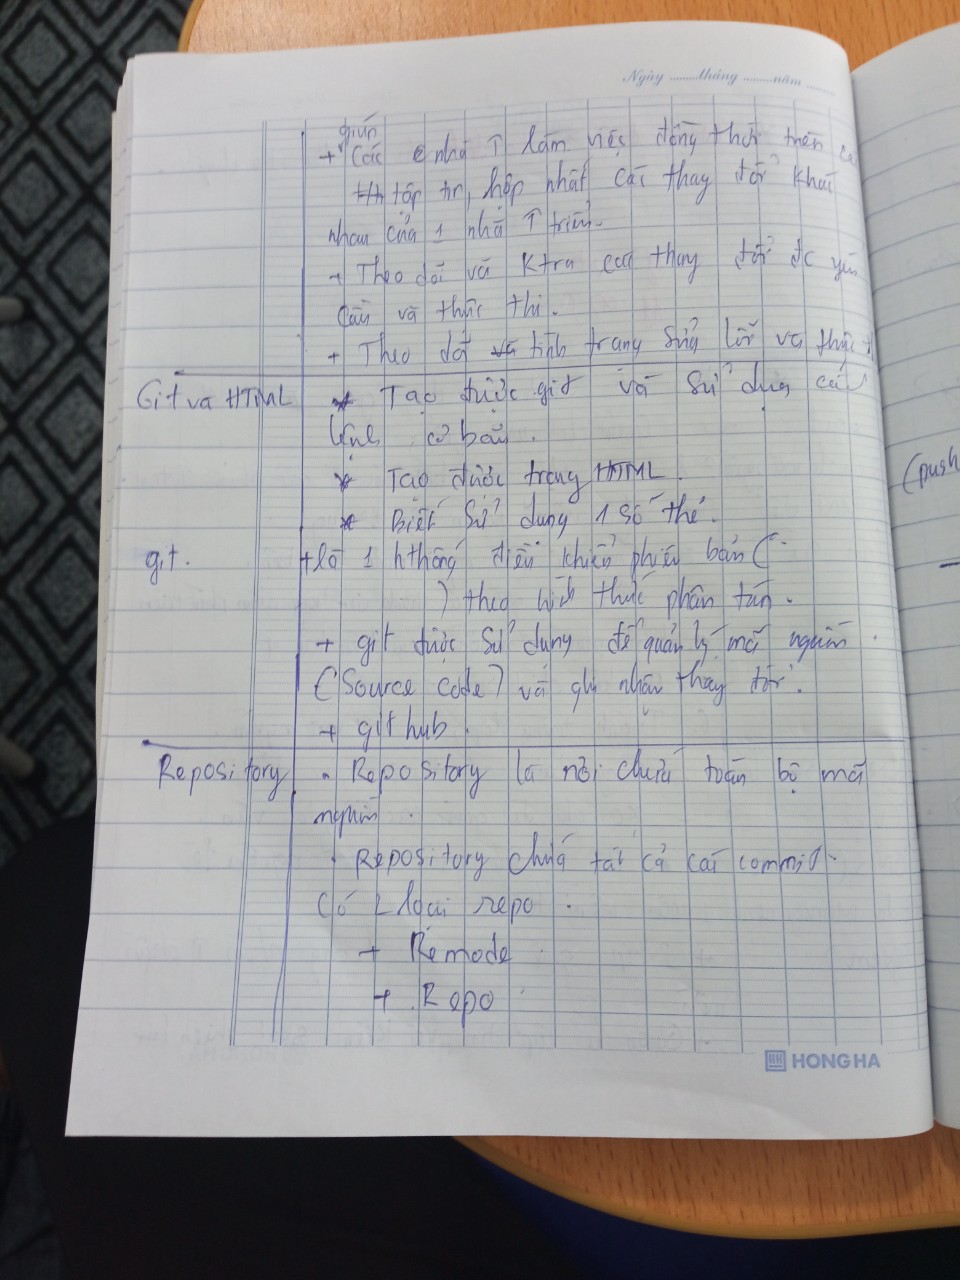 Ngày ........tháng ........năm ......
giúp
+ Các nhà T làm việc đồng thời trên
tập tr, hợp nhất các thay đổi khác
nhau của 1 nhà T triển.
+ Theo dõi và Ktra các thay đổi đc yêu
cầu và thực thi.
+ Theo dõi tình trạng sửa lỗi và thực
Git và HTML * Tạo được git và sử dụng các
lệnh cơ bản.
* Tạo được trang HTML.
* Biết sử dụng 1 số thẻ.
git. + là 1 hthống điều khiển phiên bản (
) theo hình thức phân tán.
+ git được sử dụng để quản lý mã nguồn.
(Source code) và ghi nhận thay đổi.
+ github.
Repository . Repository là nơi chứa toàn bộ mã
nguồn.
. Repository chứa tất cả các commit.
Có 2 loại repo.
+ Remode
+ Repo.
HONG HA
(push